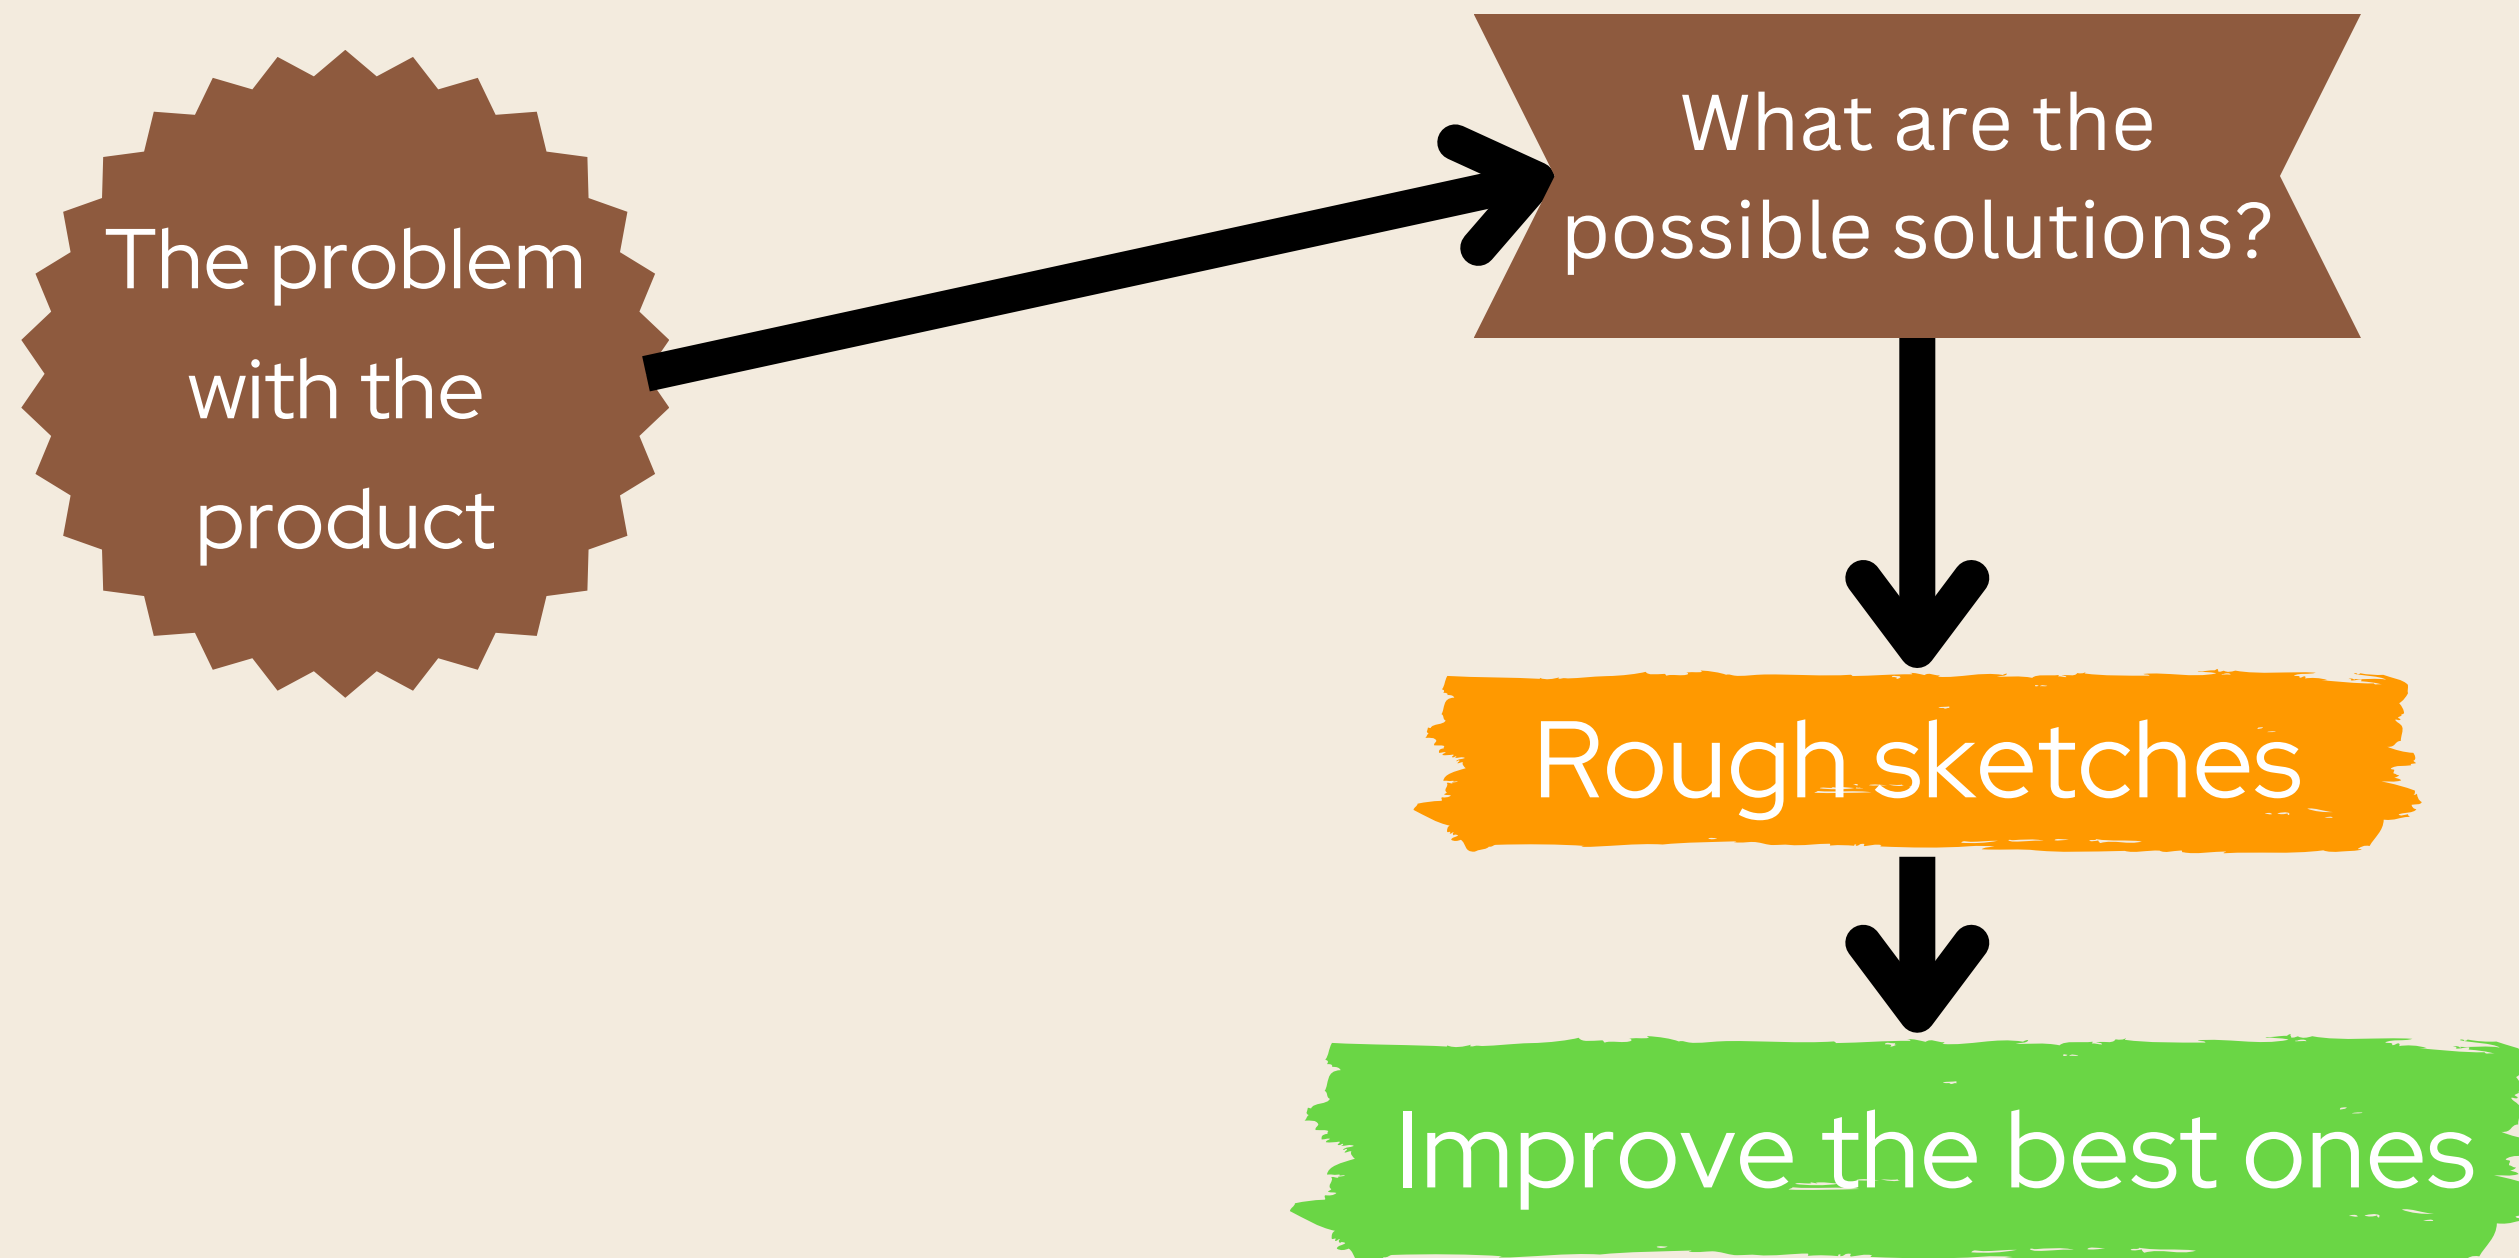 The problem
with the
product
What are the
possible solutions?
Rough sketches
Improve the best ones